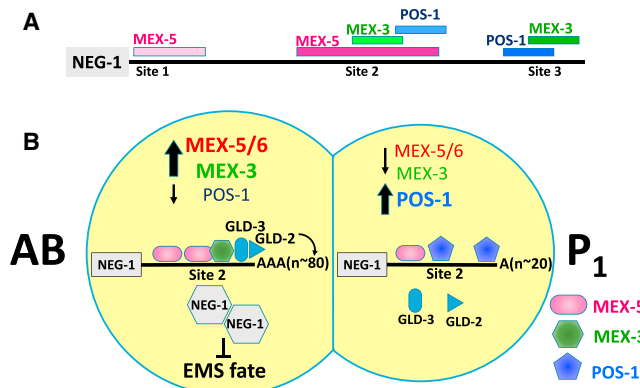 A
POS-1
MEX-5
MEX-5
MEX-3
POS-1
MEX-3
NEG-1
Site 1
Site 2
Site 3
B
MEX-5/6
MEX-3
POS-1
MEX-5/6
MEX-3
POS-1
AB
GLD-3
GLD-2
NEG-1
Site 2
AAA(n~80)
NEG-1
Site 2
A(n~20)
P1
NEG-1
NEG-1
EMS fate
GLD-3
GLD-2
MEX-5
MEX-3
POS-1